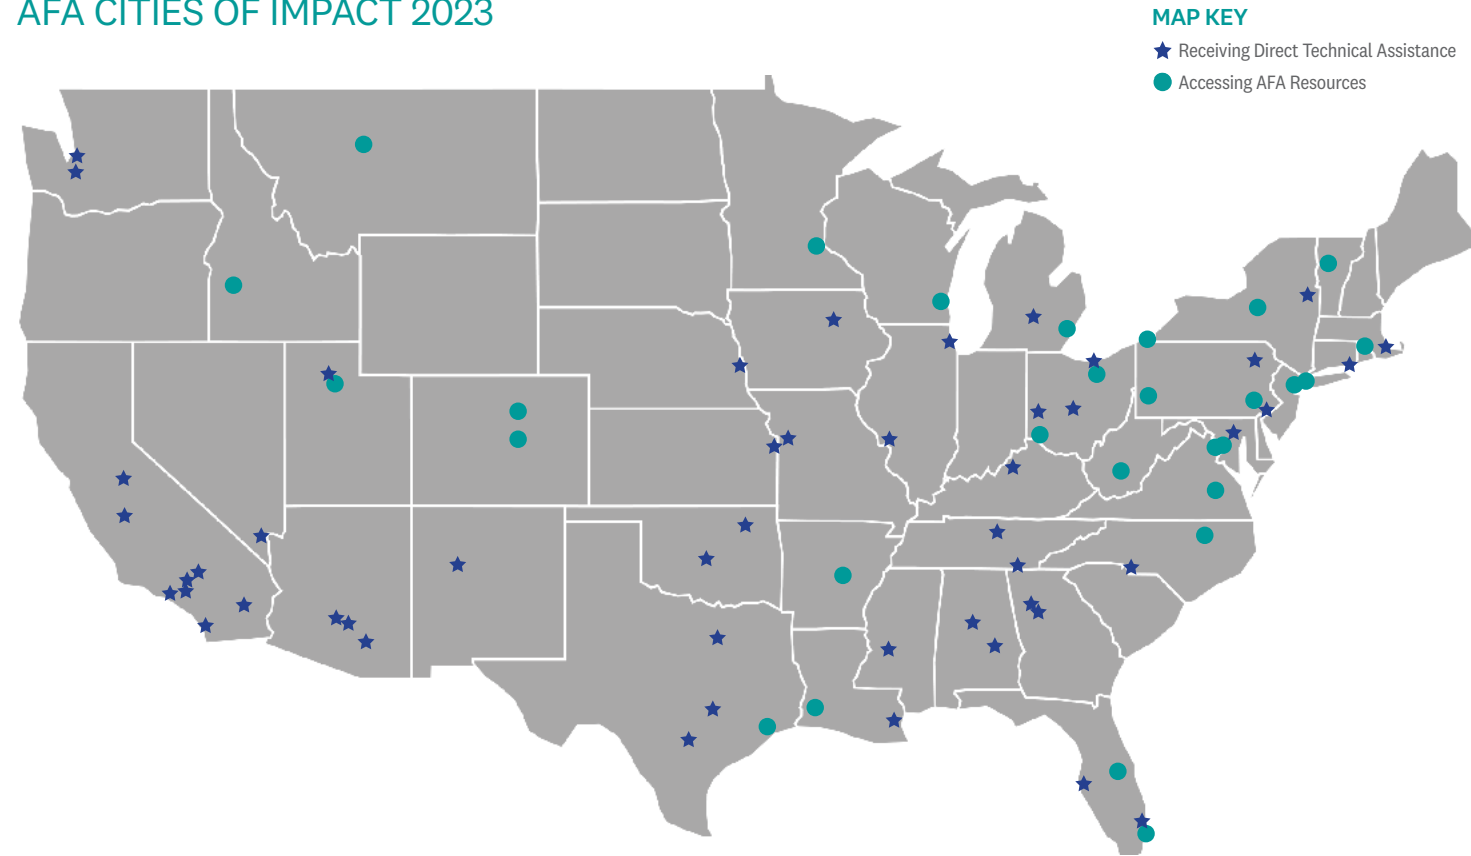 AFA CITIES OF IMPACT 2023
MAP KEY
Receiving Direct Technical Assistance
Accessing AFA Resources